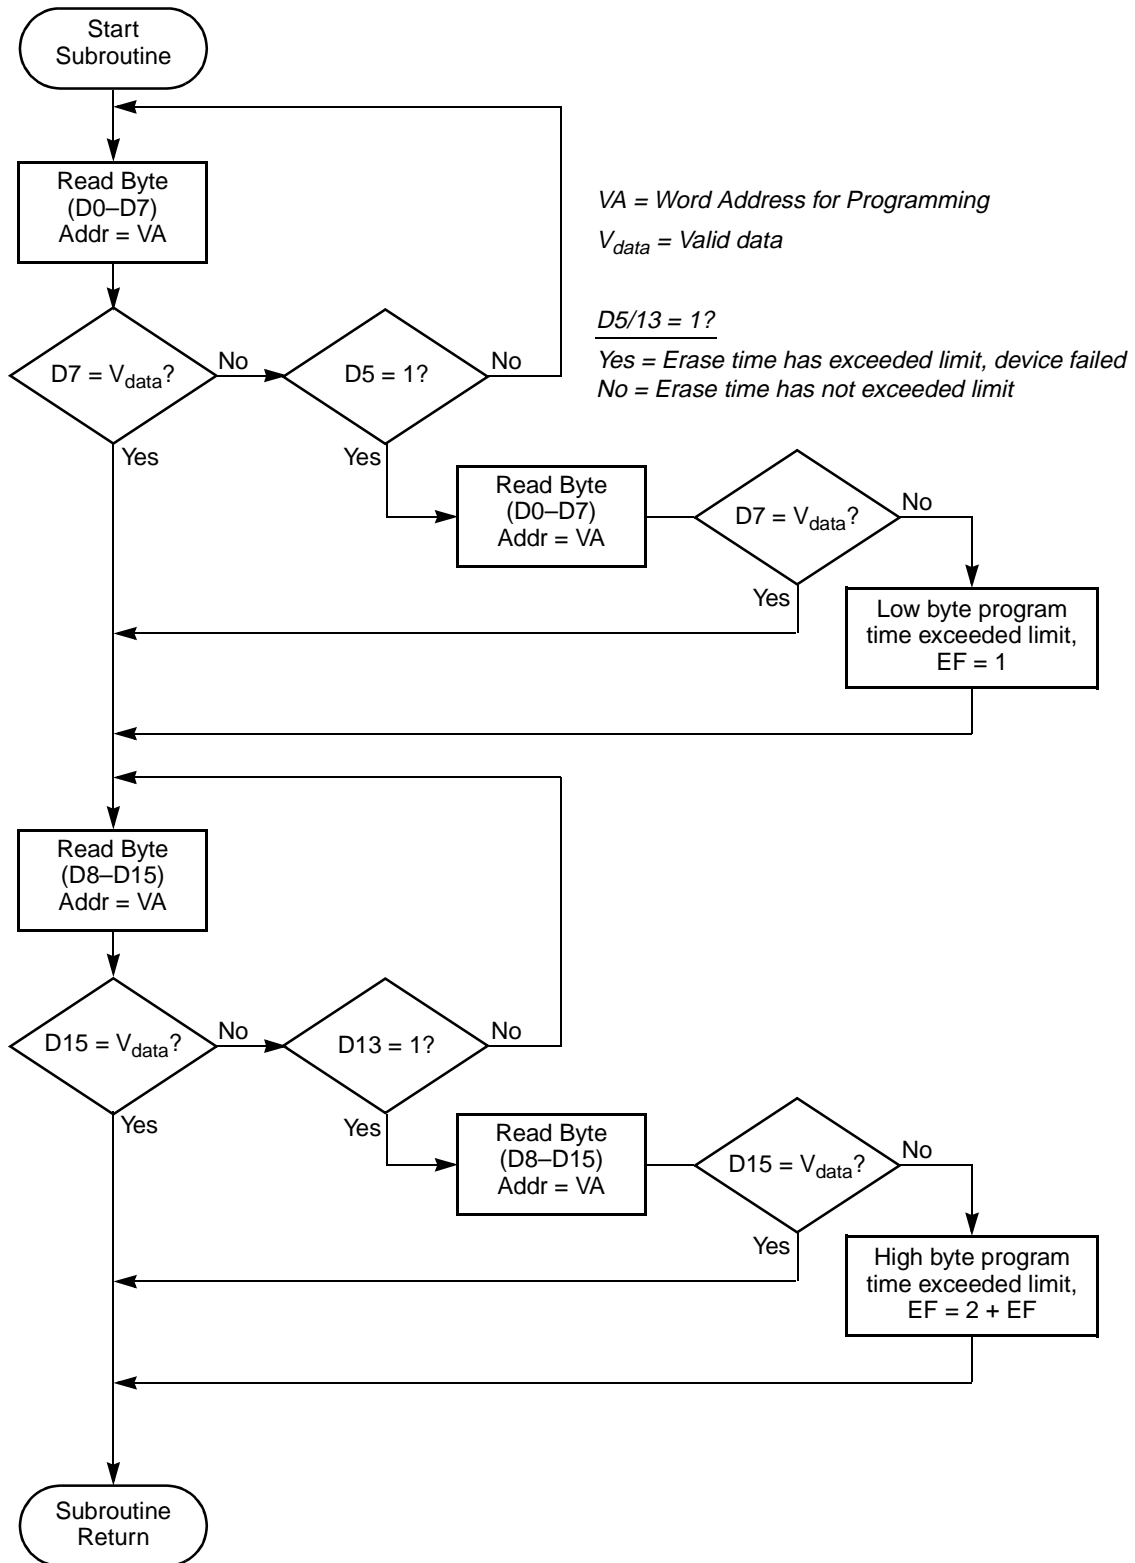 Start
Subroutine
Read Byte
(D0–D7)
Addr = VA
VA = Word Address for Programming
Vdata = Valid data
D5/13 = 1?
Yes = Erase time has exceeded limit, device failed
No = Erase time has not exceeded limit
D7 = Vdata?
No
D5 = 1?
No
Yes
Yes
Read Byte
(D0–D7)
Addr = VA
D7 = Vdata?
No
Yes
Low byte program
time exceeded limit,
EF = 1
Read Byte
(D8–D15)
Addr = VA
D15 = Vdata?
No
D13 = 1?
No
Yes
Yes
Read Byte
(D8–D15)
Addr = VA
D15 = Vdata?
No
Yes
High byte program
time exceeded limit,
EF = 2 + EF
Subroutine
Return